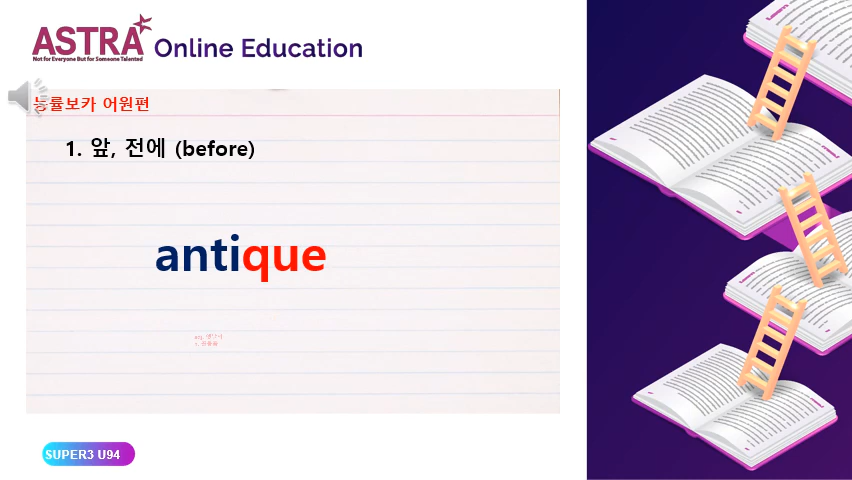 ASTRA
Not for Everyone But for Someone Talented
Online Education
능률보카 어원편
1. 앞, 전에 (before)
antique
SUPER3 U94